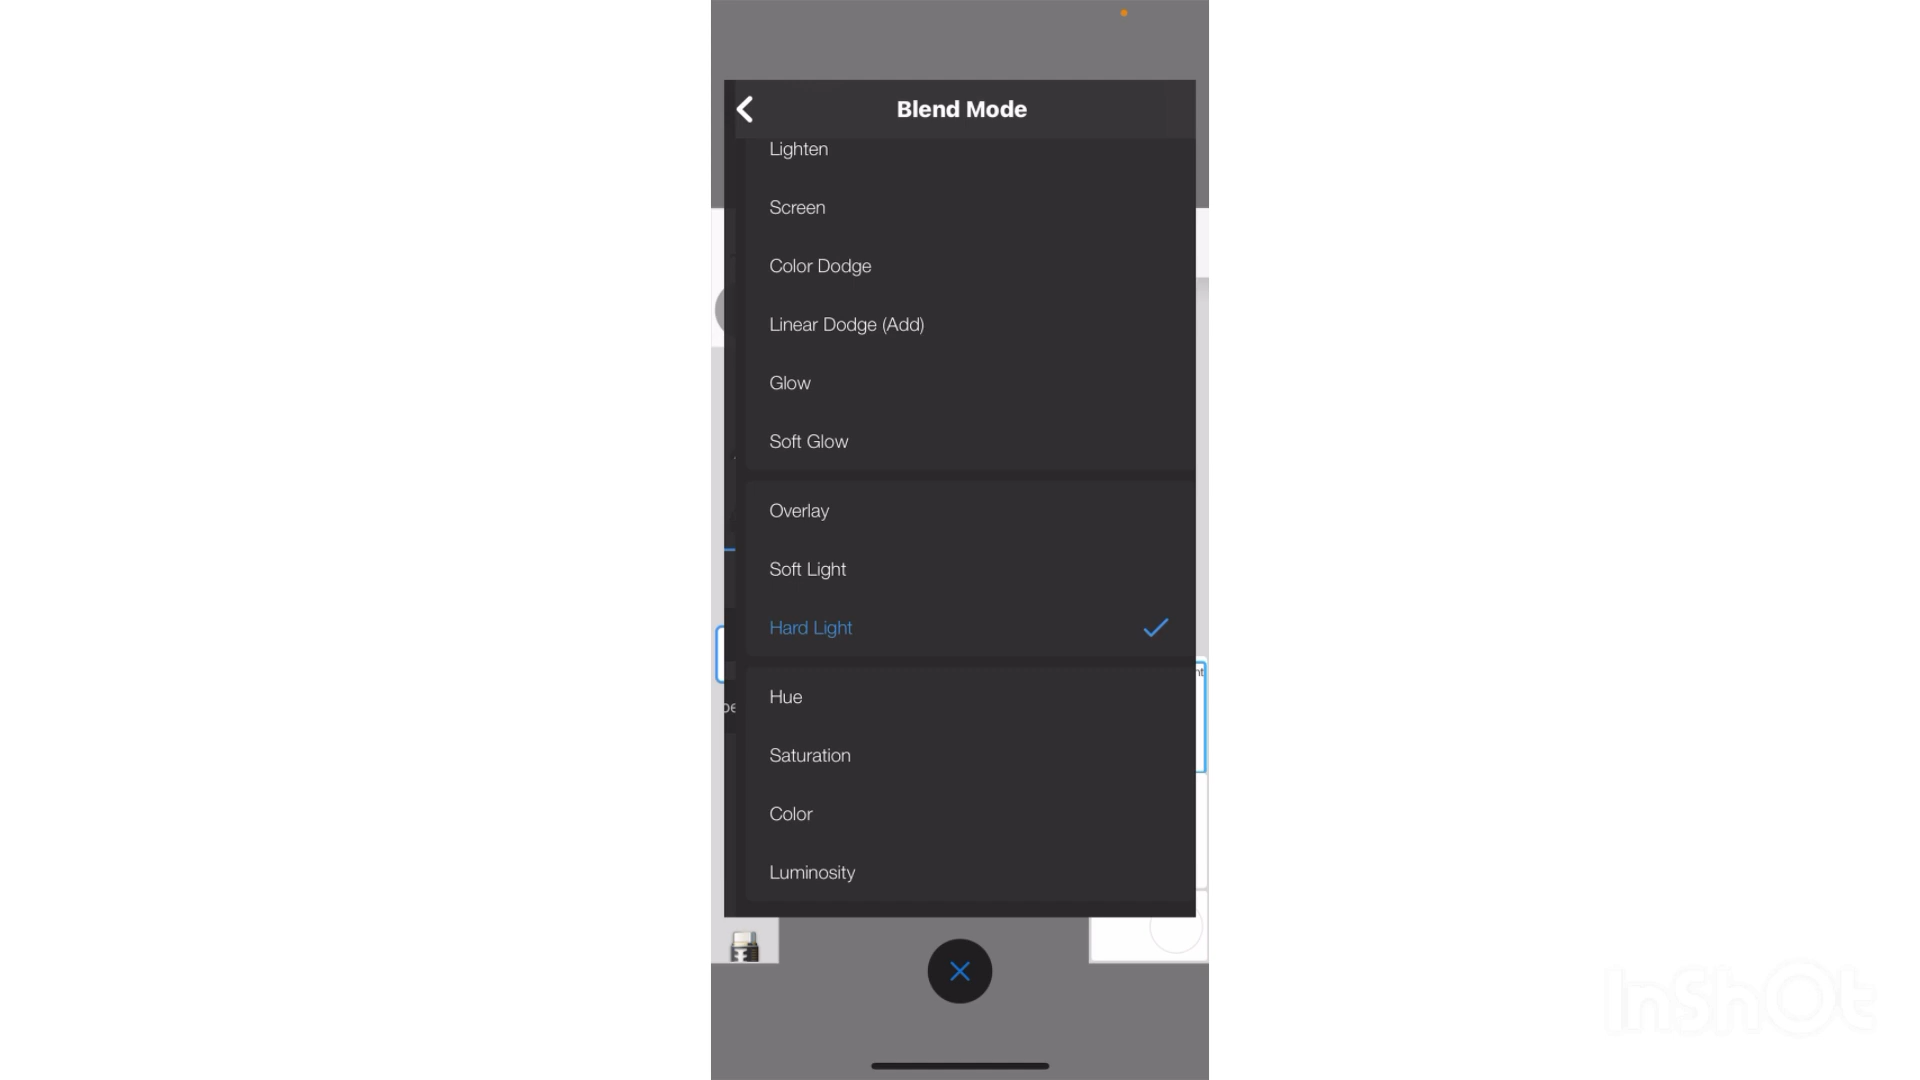 Blend Mode
Lighten
Screen
Color Dodge
Linear Dodge (Add)
Glow
Soft Glow
Overlay
Soft Light
Hard Light
Hue
Saturation
Color
Luminosity
InShOt